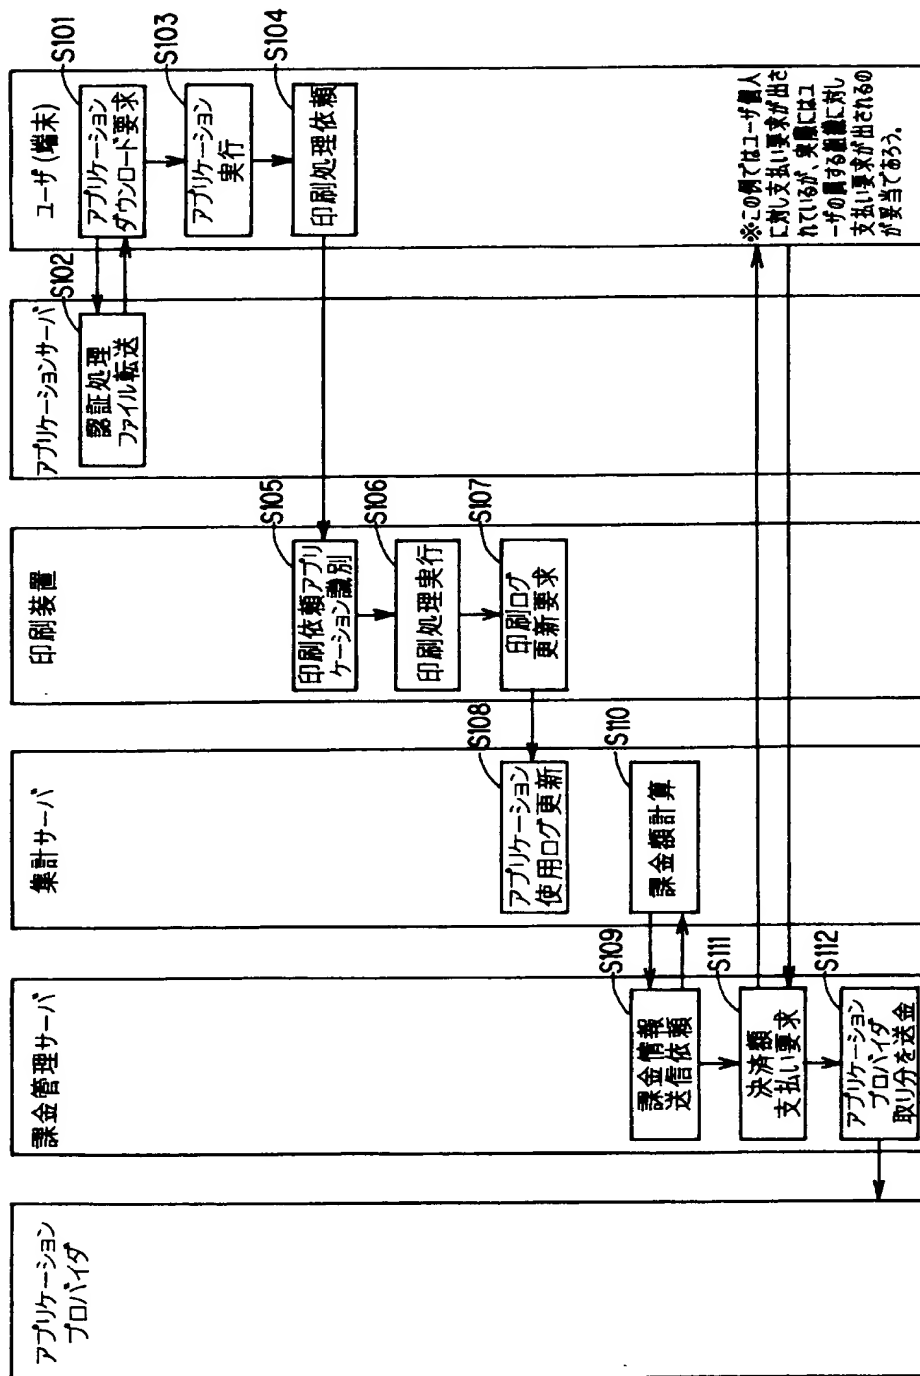 ユーザ(端末)
S101
アプリケーション
ダウンロード要求
S103
アプリケーション
実行
S104
印刷処理依頼
※この例ではユーザ個人
に対し支払い要求が出さ
れているが、実際にはユ
ーザの属する組織に対し
支払い要求が出されるの
が妥当であろう。
アプリケーションサーバ
S102
認証処理
ファイル転送
印刷装置
S105
印刷依頼アプリ
ケーション識別
S106
印刷処理実行
S107
印刷ログ
更新要求
集計サーバ
S108
アプリケーション
使用ログ更新
S110
課金額計算
課金管理サーバ
S109
課金情報
送信依頼
S111
決済額
支払い要求
S112
アプリケーション
プロバイダ
取り分を送金
アプリケーション
プロバイダ